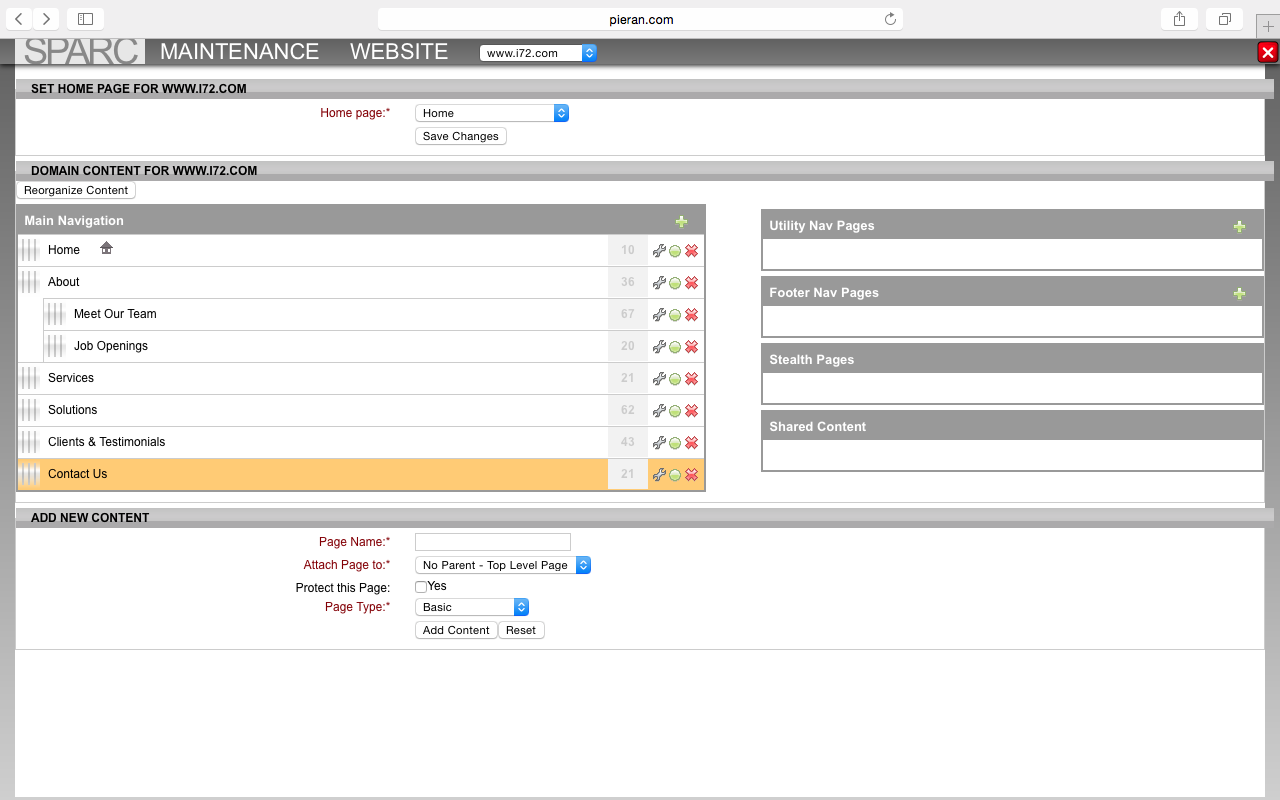 pieran.com
SPARC MAINTENANCE WEBSITE www.i72.com
SET HOME PAGE FOR WWW.I72.COM
Home page:* Home
Save Changes
DOMAIN CONTENT FOR WWW.I72.COM
Reorganize Content
Main Navigation
Home 10
About 36
Meet Our Team 67
Job Openings 20
Services 21
Solutions 62
Clients & Testimonials 43
Contact Us 21
Utility Nav Pages
Footer Nav Pages
Stealth Pages
Shared Content
ADD NEW CONTENT
Page Name:*
Attach Page to:* No Parent - Top Level Page
Protect this Page: Yes
Page Type:* Basic
Add Content Reset